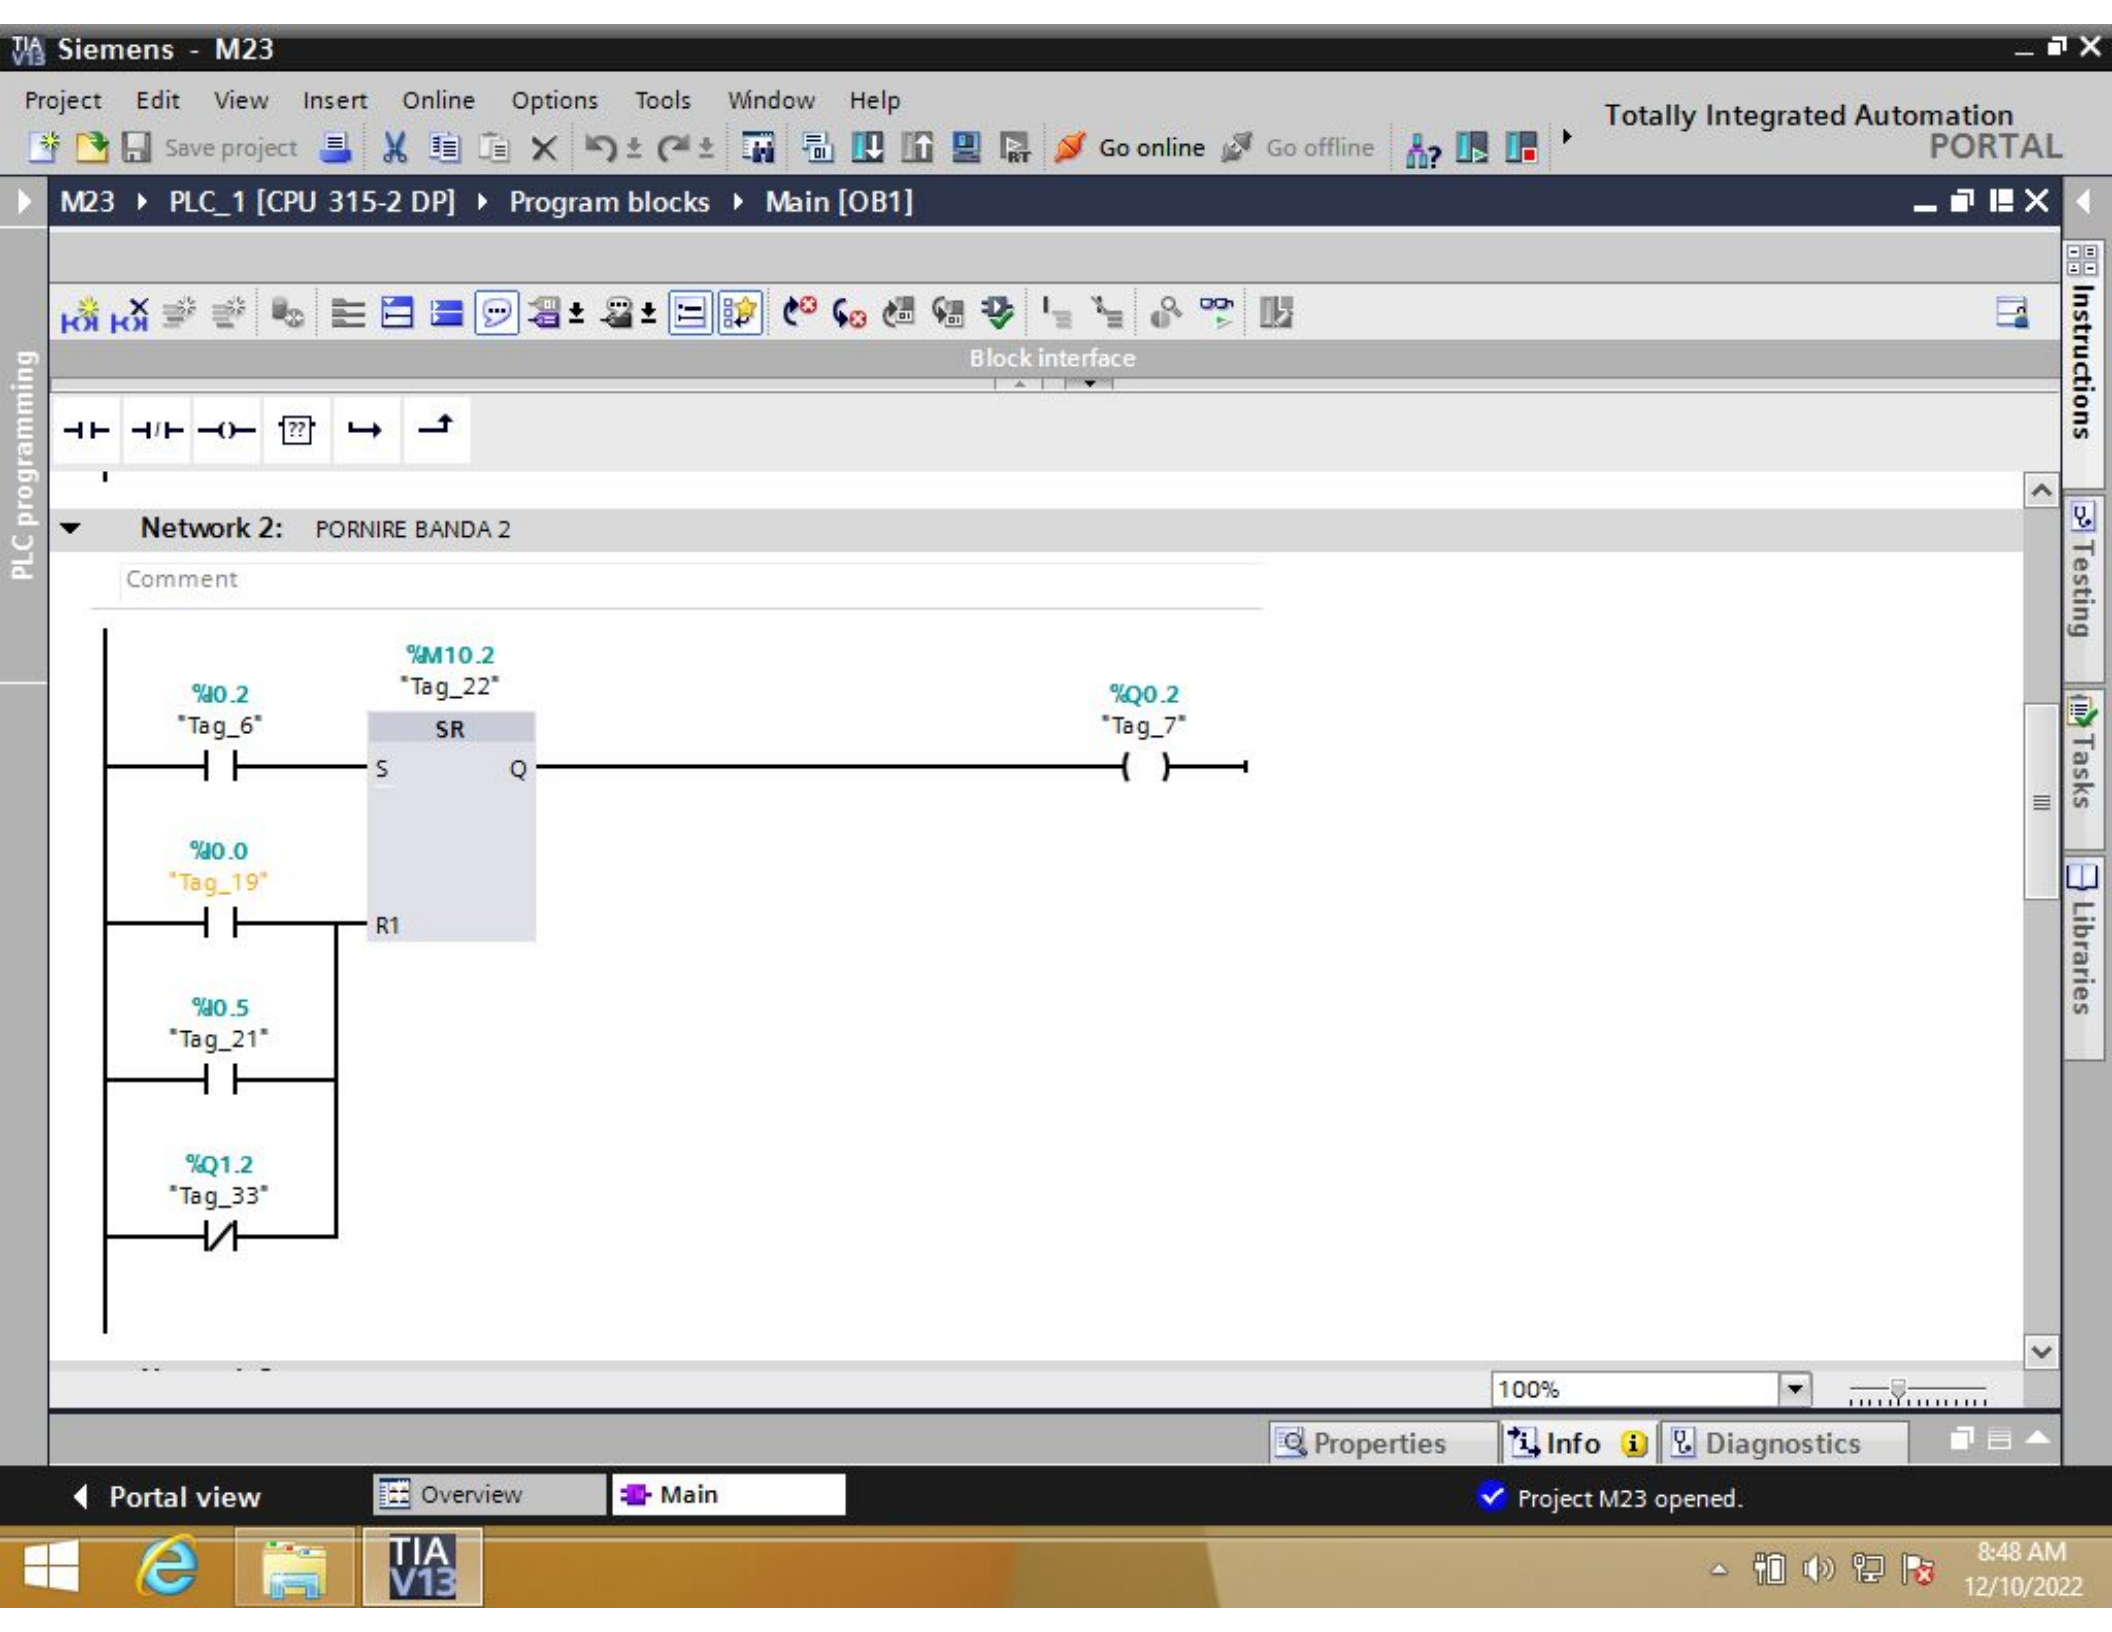 TIA V13 Siemens - M23
Project Edit View Insert Online Options Tools Window Help
Totally Integrated Automation
PORTAL
Save project Go online Go offline
M23 PLC_1 [CPU 315-2 DP] Program blocks Main [OB1]
Block interface
??
PLC programming
Instructions
Testing
Tasks
Libraries
Network 2: PORNIRE BANDA 2
Comment
%M10.2
"Tag_22"
%I0.2
"Tag_6"
%Q0.2
"Tag_7"
SR
S Q
%I0.0
"Tag_19"
R1
%I0.5
"Tag_21"
%Q1.2
"Tag_33"
100%
Properties Info Diagnostics
Portal view Overview Main Project M23 opened.
TIA V13
8:48 AM
12/10/2022